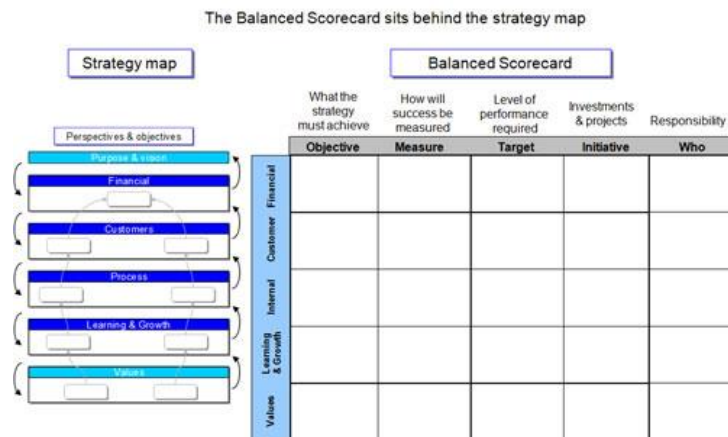 The Balanced Scorecard sits behind the strategy map
Strategy map
Perspectives & objectives
Purpose & vision
Financial
Customers
Process
Learning & Growth
Values
Balanced Scorecard
What the
strategy
must achieve
How will
success be
measured
Level of
performance
required
Investments
& projects
Responsibility
Objective
Measure
Target
Initiative
Who
Financial
Customer
Internal
Learning
& Growth
Values